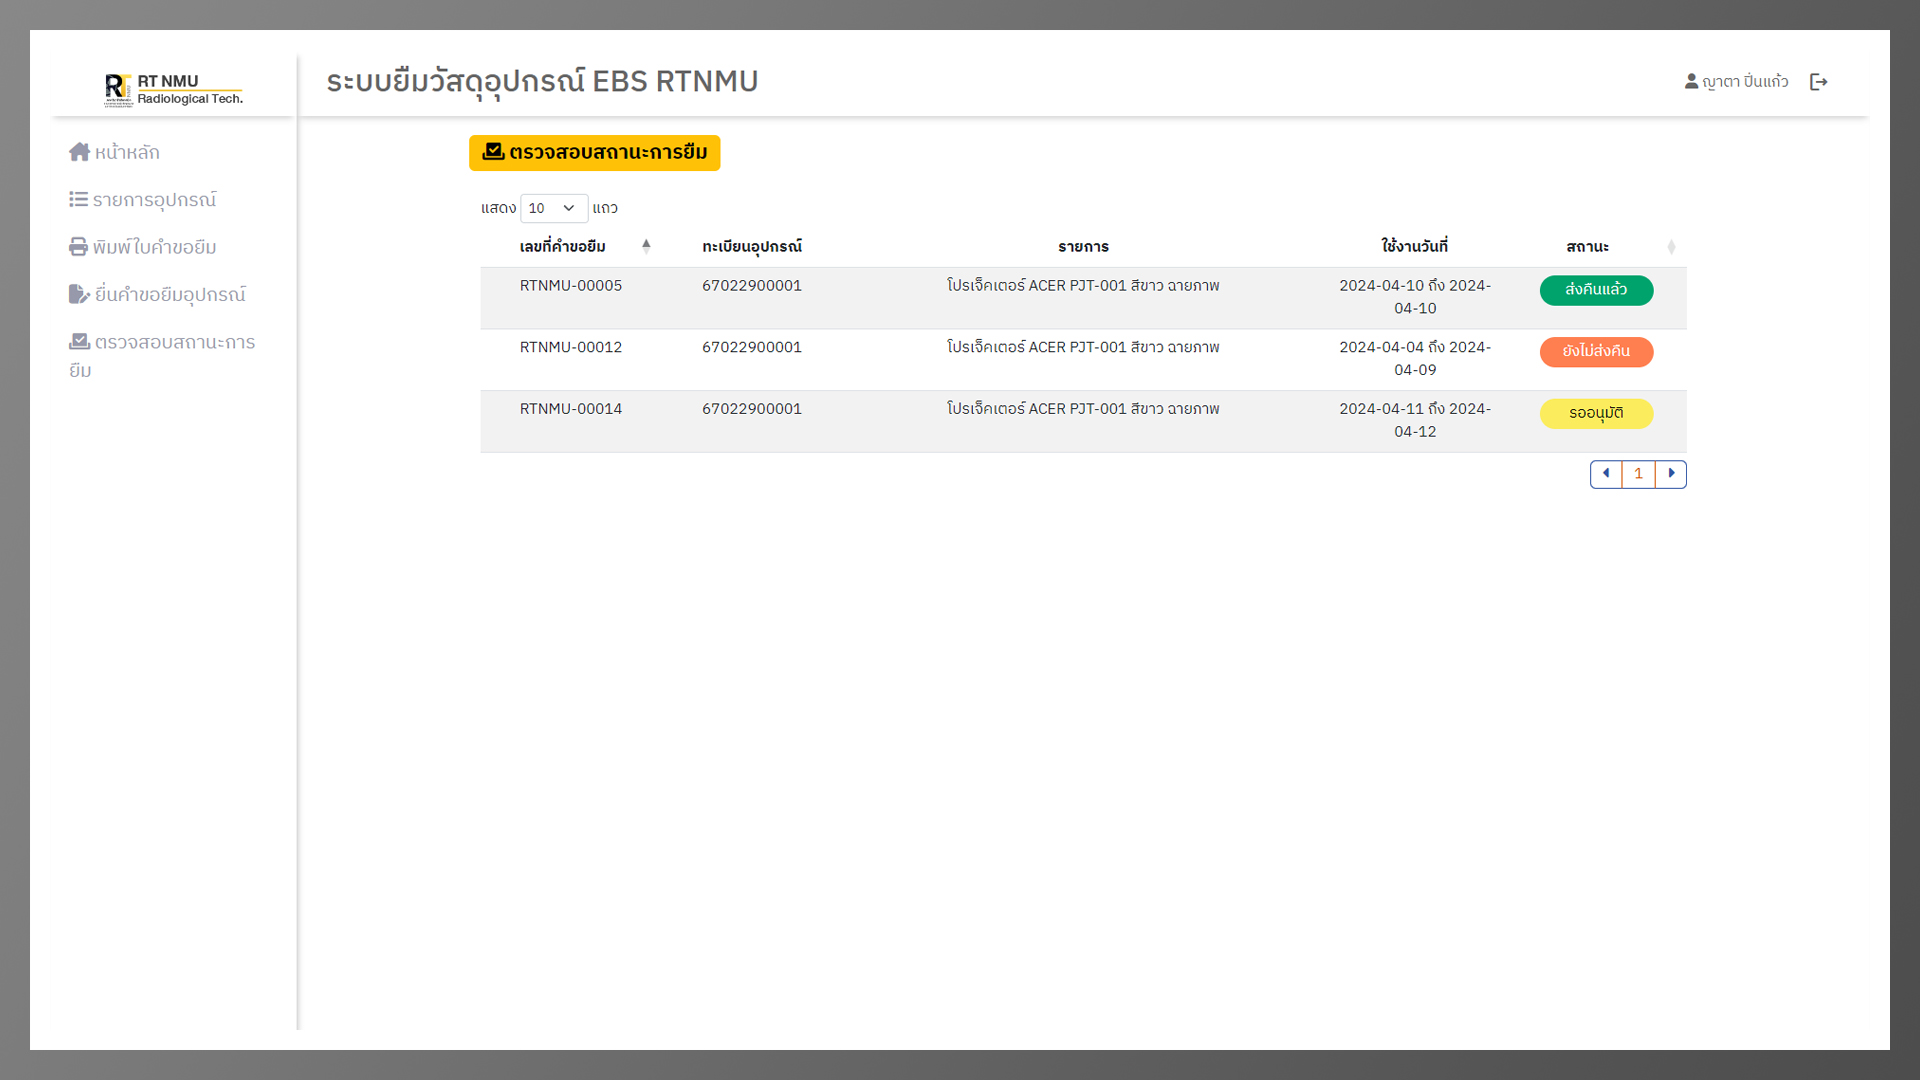 RT NMU
Radiological Tech.
ระบบยืมวัสดุอุปกรณ์ EBS RTNMU
ญาตา ปิ่นแก้ว
หน้าหลัก
รายการอุปกรณ์
พิมพ์ใบคำขอยืม
ยื่นคำขอยืมอุปกรณ์
ตรวจสอบสถานะการ
ยืม
ตรวจสอบสถานะการยืม
แสดง 10 แถว
เลขที่คำขอยืม ทะเบียนอุปกรณ์ รายการ ใช้งานวันที่ สถานะ
RTNMU-00005 67022900001 โปรเจ็คเตอร์ ACER PJT-001 สีขาว ฉายภาพ 2024-04-10 ถึง 2024- ส่งคืนแล้ว
04-10
RTNMU-00012 67022900001 โปรเจ็คเตอร์ ACER PJT-001 สีขาว ฉายภาพ 2024-04-04 ถึง 2024- ยังไม่ส่งคืน
04-09
RTNMU-00014 67022900001 โปรเจ็คเตอร์ ACER PJT-001 สีขาว ฉายภาพ 2024-04-11 ถึง 2024- รออนุมัติ
04-12
1